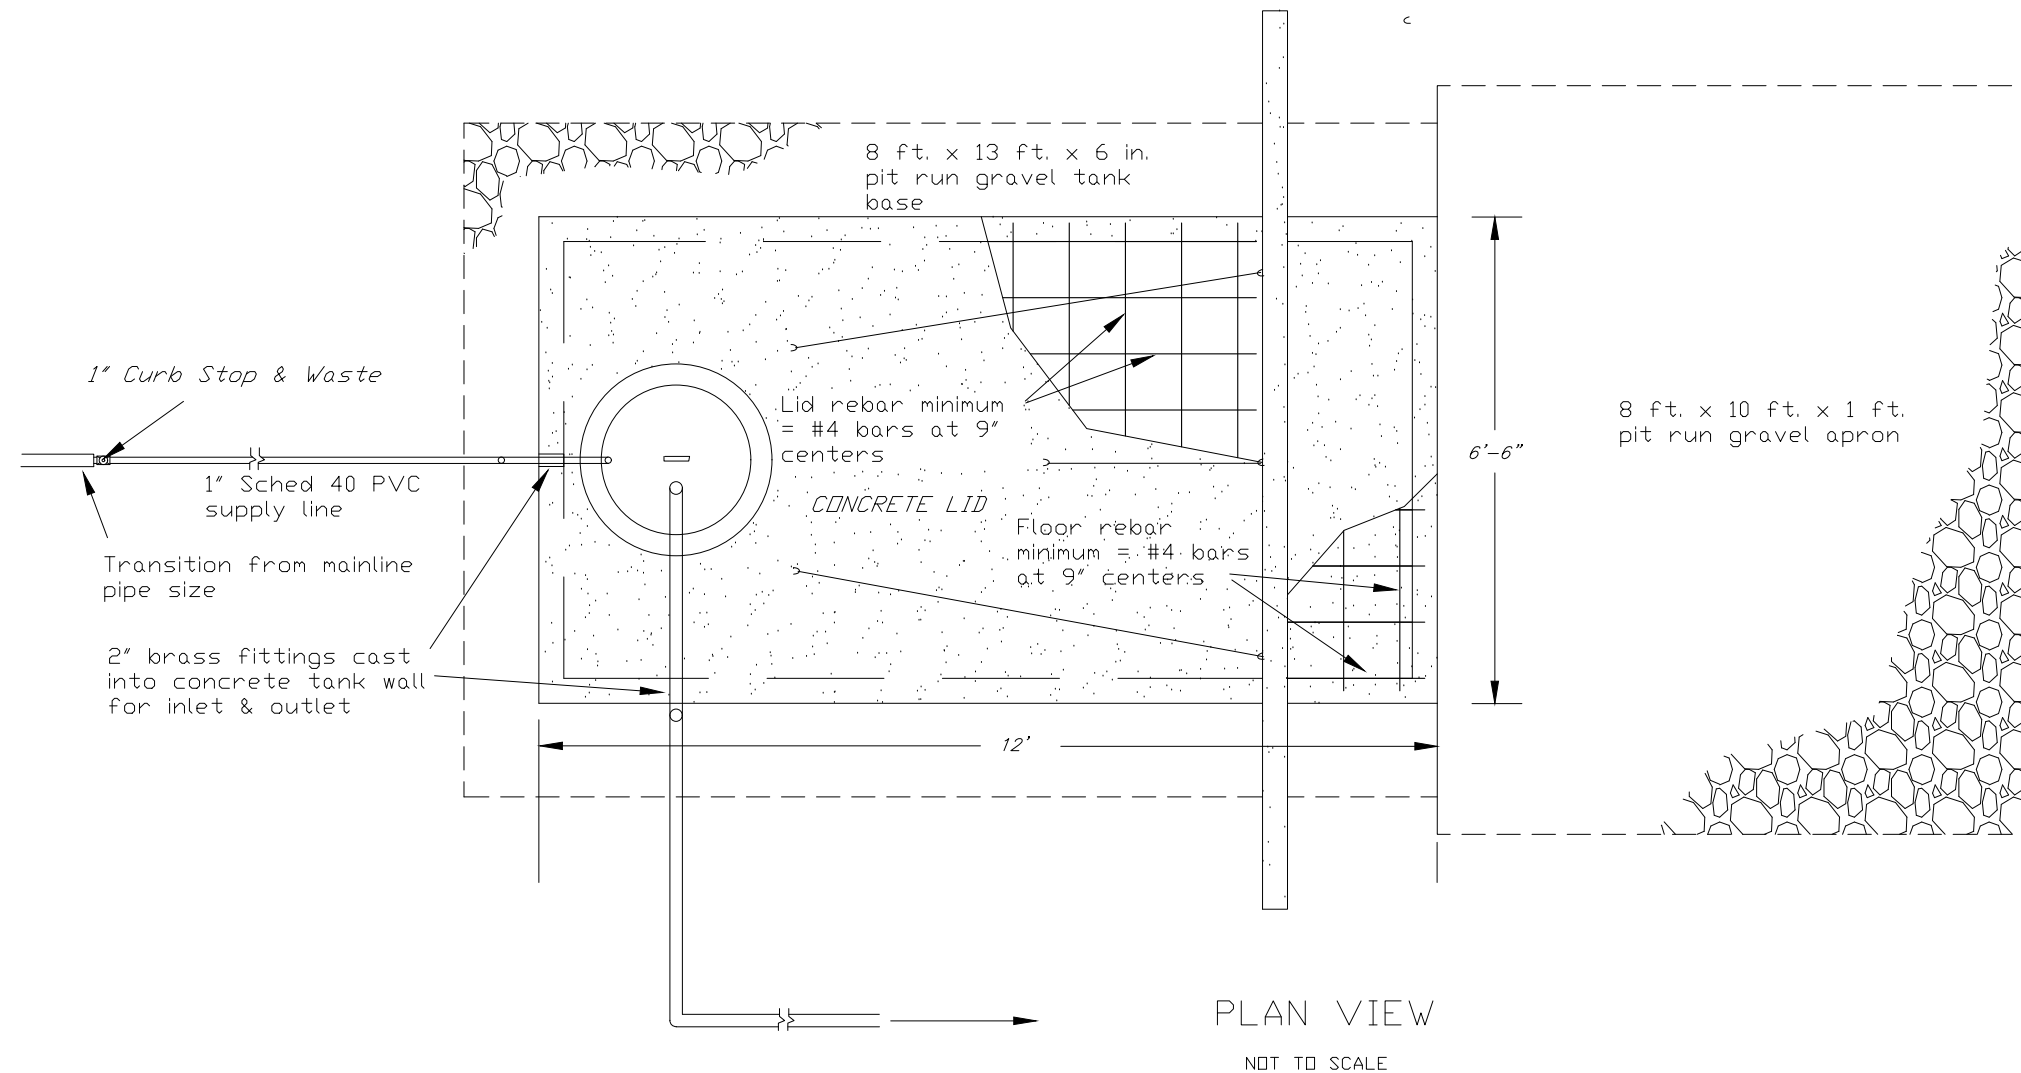 8 ft. x 13 ft. x 6 in.
pit run gravel tank
base
1" Curb Stop & Waste
1" Sched 40 PVC
supply line
Transition from mainline
pipe size
2" brass fittings cast
into concrete tank wall
for inlet & outlet
Lid rebar minimum
= #4 bars at 9"
centers
CONCRETE LID
Floor rebar
minimum = #4 bars
at 9" centers
6'-6"
8 ft. x 10 ft. x 1 ft.
pit run gravel apron
12'
PLAN VIEW
NOT TO SCALE